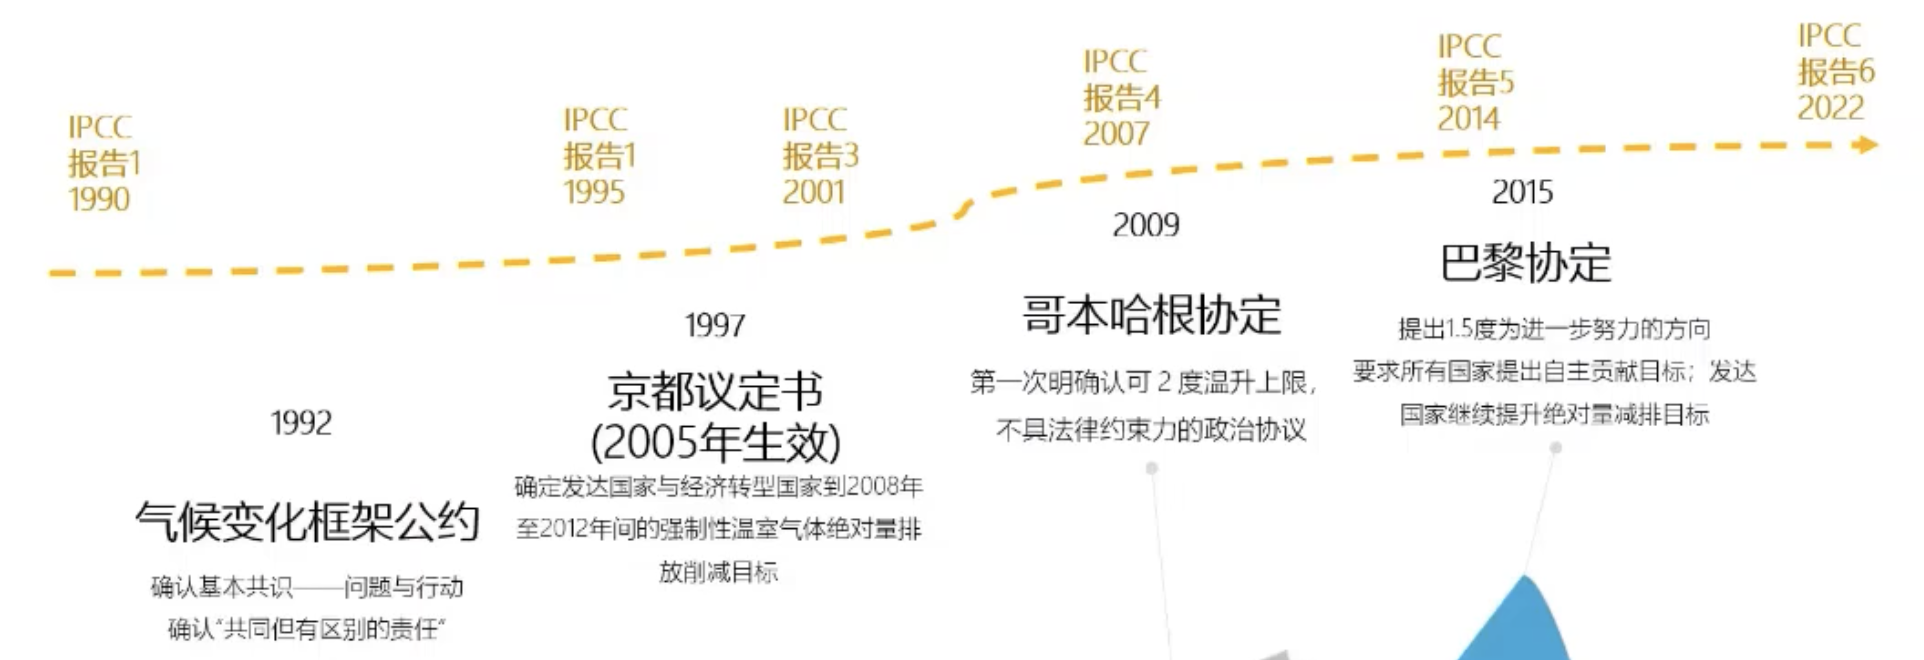 IPCC
报告1
1990
IPCC
报告1
1995
IPCC
报告3
2001
IPCC
报告4
2007
IPCC
报告5
2014
IPCC
报告6
2022
1992
气候变化框架公约
确认基本共识——问题与行动
确认“共同但有区别的责任”
1997
京都议定书
(2005年生效)
确定发达国家与经济转型国家到2008年
至2012年间的强制性温室气体绝对量排
放削减目标
2009
哥本哈根协定
第一次明确认可 2 度温升上限,
不具法律约束力的政治协议
2015
巴黎协定
提出1.5度为进一步努力的方向
要求所有国家提出自主贡献目标；发达
国家继续提升绝对量减排目标